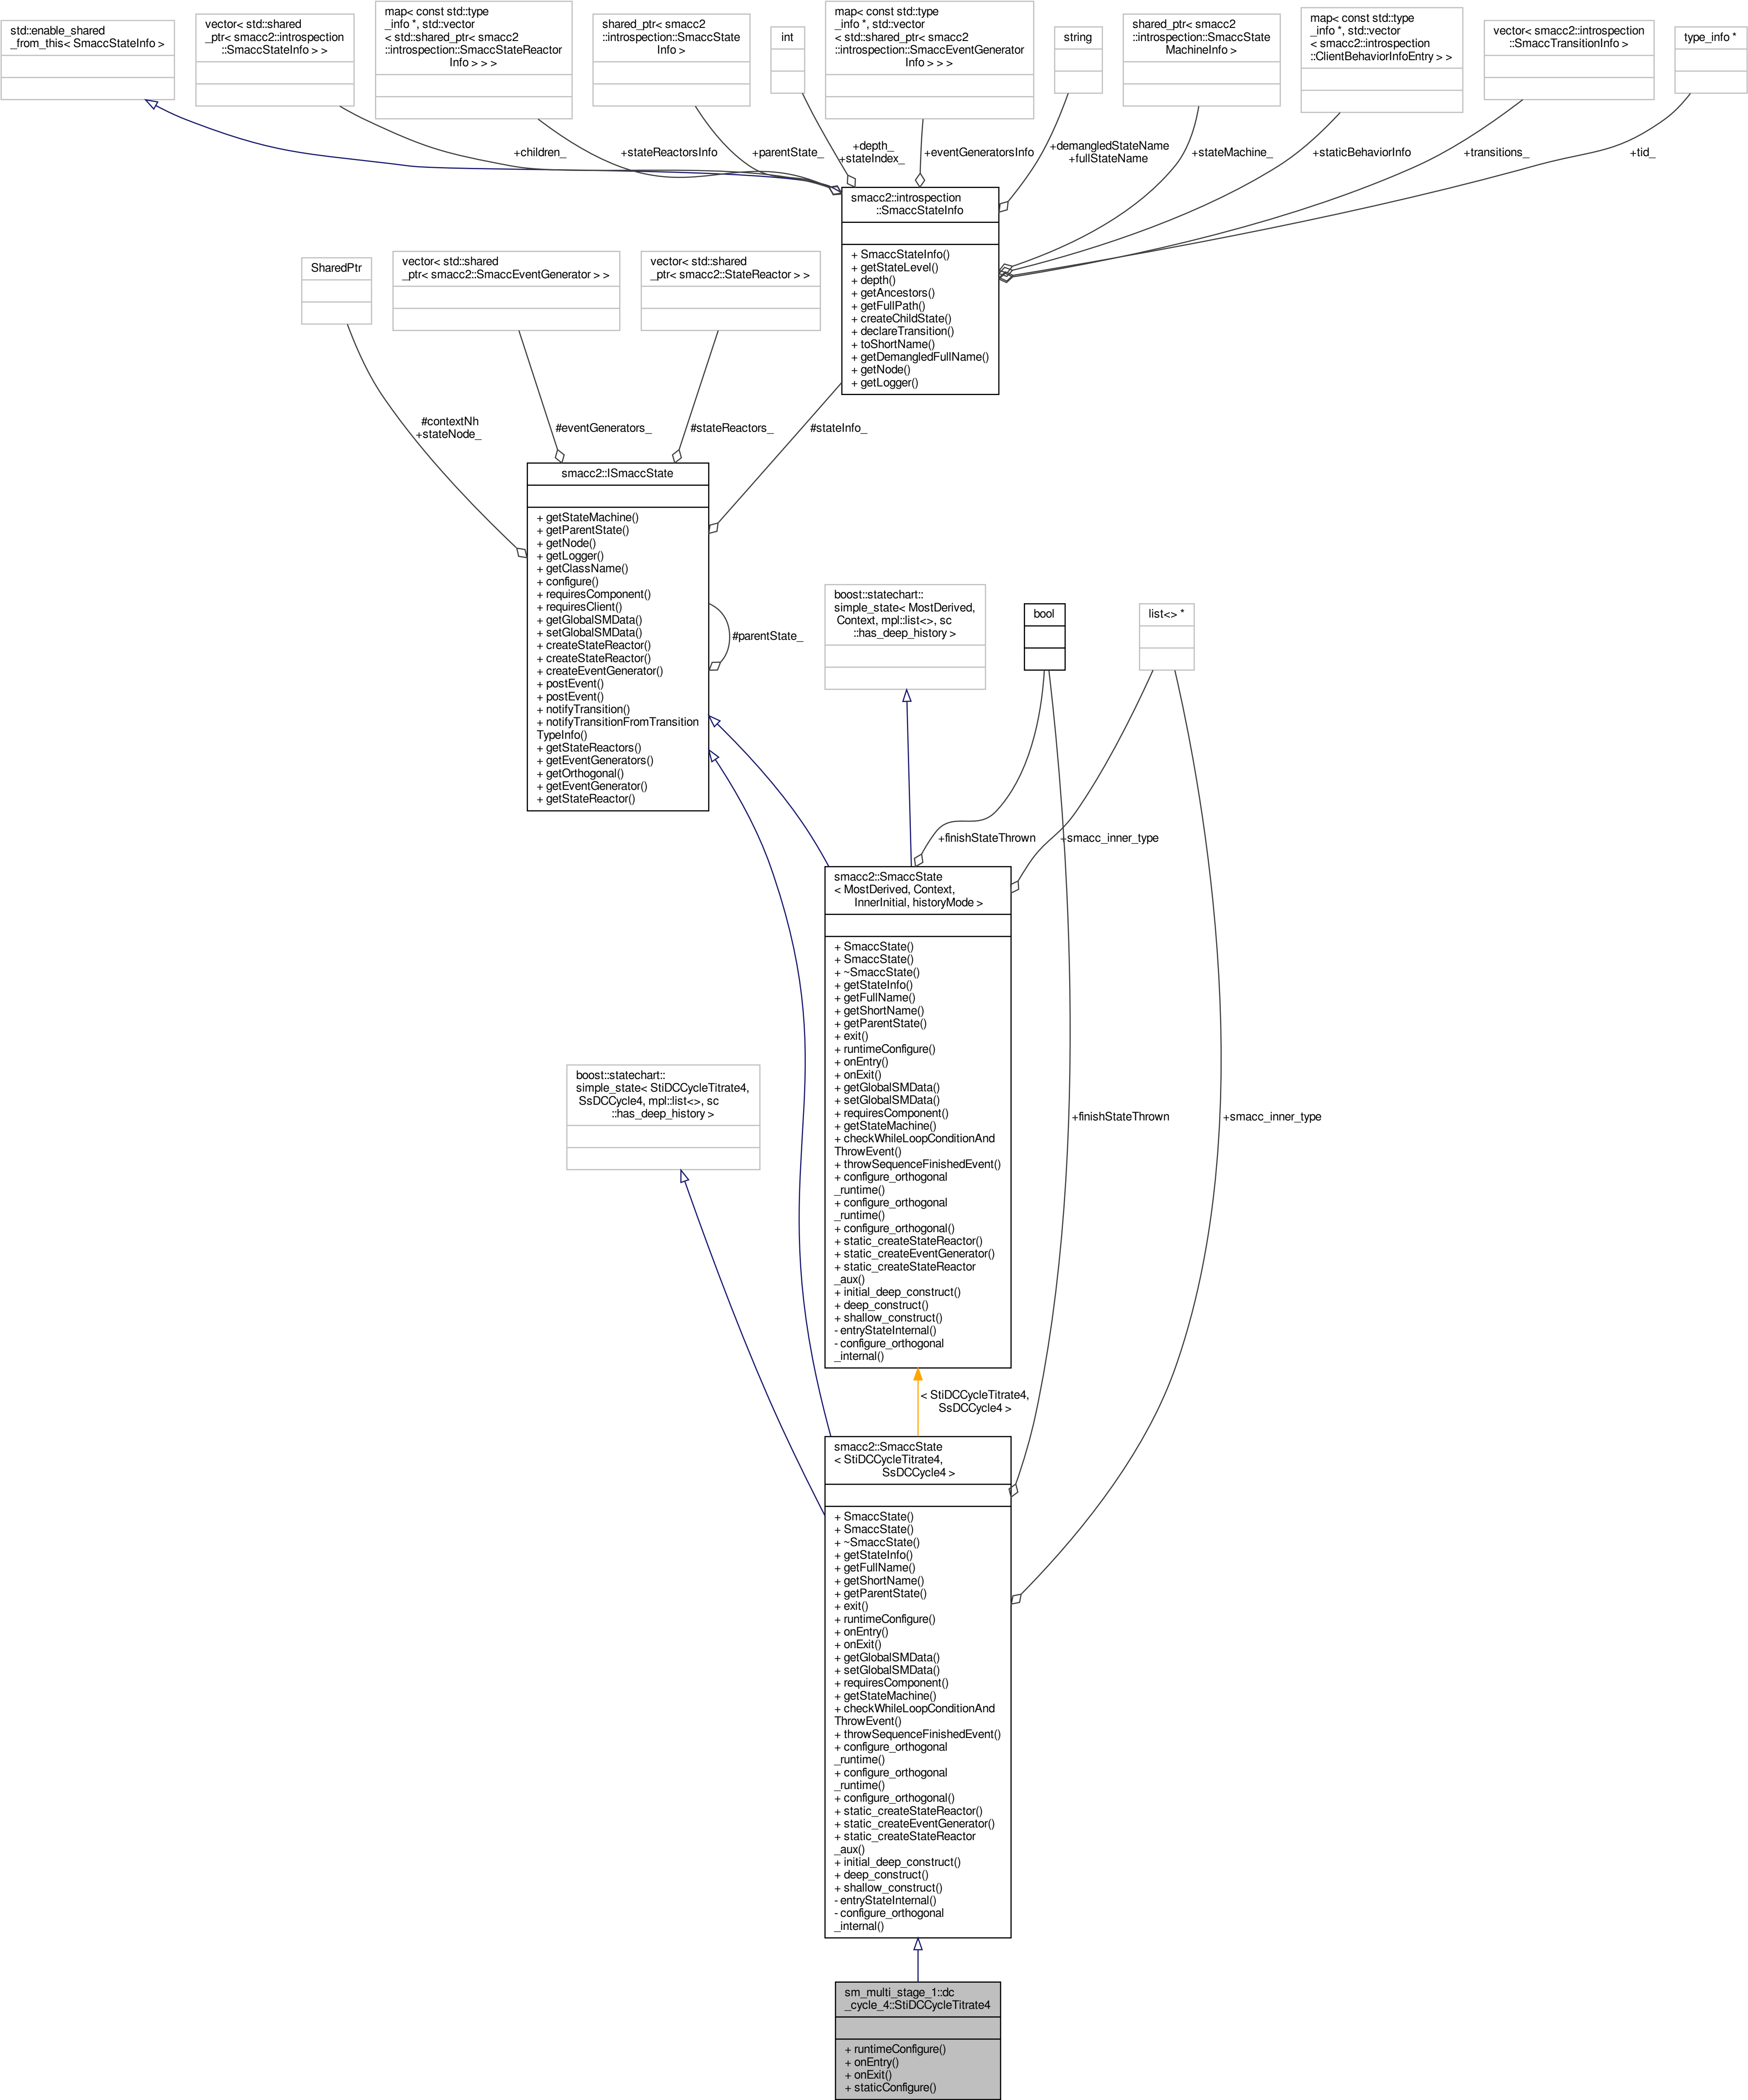 std::enable_shared
_from_this< SmaccStateInfo >
vector< std::shared
_ptr< smacc2::introspection
::SmaccStateInfo > >
map< const std::type
_info *, std::vector
< std::shared_ptr< smacc2
::introspection::SmaccStateReactor
Info > > >
shared_ptr< smacc2
::introspection::SmaccState
Info >
int
map< const std::type
_info *, std::vector
< std::shared_ptr< smacc2
::introspection::SmaccEventGenerator
Info > > >
string
shared_ptr< smacc2
::introspection::SmaccState
MachineInfo >
map< const std::type
_info *, std::vector
< smacc2::introspection
::ClientBehaviorInfoEntry > >
vector< smacc2::introspection
::SmaccTransitionInfo >
type_info *
+children_
+stateReactorsInfo
+parentState_
+depth_
+stateIndex_
+eventGeneratorsInfo
+demangledStateName
+fullStateName
+stateMachine_
+staticBehaviorInfo
+transitions_
+tid_
smacc2::introspection
::SmaccStateInfo
+ SmaccStateInfo()
+ getStateLevel()
+ depth()
+ getAncestors()
+ getFullPath()
+ createChildState()
+ declareTransition()
+ toShortName()
+ getDemangledFullName()
+ getNode()
+ getLogger()
SharedPtr
vector< std::shared
_ptr< smacc2::SmaccEventGenerator > >
vector< std::shared
_ptr< smacc2::StateReactor > >
#contextNh
+stateNode_
#eventGenerators_
#stateReactors_
#stateInfo_
smacc2::ISmaccState
+ getStateMachine()
+ getParentState()
+ getNode()
+ getLogger()
+ getClassName()
+ configure()
+ requiresComponent()
+ requiresClient()
+ getGlobalSMData()
+ setGlobalSMData()
+ createStateReactor()
+ createStateReactor()
+ createEventGenerator()
+ postEvent()
+ postEvent()
+ notifyTransition()
+ notifyTransitionFromTransition
TypeInfo()
+ getStateReactors()
+ getEventGenerators()
+ getOrthogonal()
+ getEventGenerator()
+ getStateReactor()
#parentState_
boost::statechart::
simple_state< MostDerived,
Context, mpl::list<>, sc
::has_deep_history >
bool
list<> *
+finishStateThrown
+smacc_inner_type
smacc2::SmaccState
< MostDerived, Context,
InnerInitial, historyMode >
+ SmaccState()
+ SmaccState()
+ ~SmaccState()
+ getStateInfo()
+ getFullName()
+ getShortName()
+ getParentState()
+ exit()
+ runtimeConfigure()
+ onEntry()
+ onExit()
+ getGlobalSMData()
+ setGlobalSMData()
+ requiresComponent()
+ getStateMachine()
+ checkWhileLoopConditionAnd
ThrowEvent()
+ throwSequenceFinishedEvent()
+ configure_orthogonal
_runtime()
+ configure_orthogonal
_runtime()
+ configure_orthogonal()
+ static_createStateReactor()
+ static_createEventGenerator()
+ static_createStateReactor
_aux()
+ initial_deep_construct()
+ deep_construct()
+ shallow_construct()
- entryStateInternal()
- configure_orthogonal
_internal()
boost::statechart::
simple_state< StiDCCycleTitrate4,
SsDCCycle4, mpl::list<>, sc
::has_deep_history >
+finishStateThrown
+smacc_inner_type
< StiDCCycleTitrate4,
SsDCCycle4 >
smacc2::SmaccState
< StiDCCycleTitrate4,
SsDCCycle4 >
+ SmaccState()
+ SmaccState()
+ ~SmaccState()
+ getStateInfo()
+ getFullName()
+ getShortName()
+ getParentState()
+ exit()
+ runtimeConfigure()
+ onEntry()
+ onExit()
+ getGlobalSMData()
+ setGlobalSMData()
+ requiresComponent()
+ getStateMachine()
+ checkWhileLoopConditionAnd
ThrowEvent()
+ throwSequenceFinishedEvent()
+ configure_orthogonal
_runtime()
+ configure_orthogonal
_runtime()
+ configure_orthogonal()
+ static_createStateReactor()
+ static_createEventGenerator()
+ static_createStateReactor
_aux()
+ initial_deep_construct()
+ deep_construct()
+ shallow_construct()
- entryStateInternal()
- configure_orthogonal
_internal()
sm_multi_stage_1::dc
_cycle_4::StiDCCycleTitrate4
+ runtimeConfigure()
+ onEntry()
+ onExit()
+ staticConfigure()